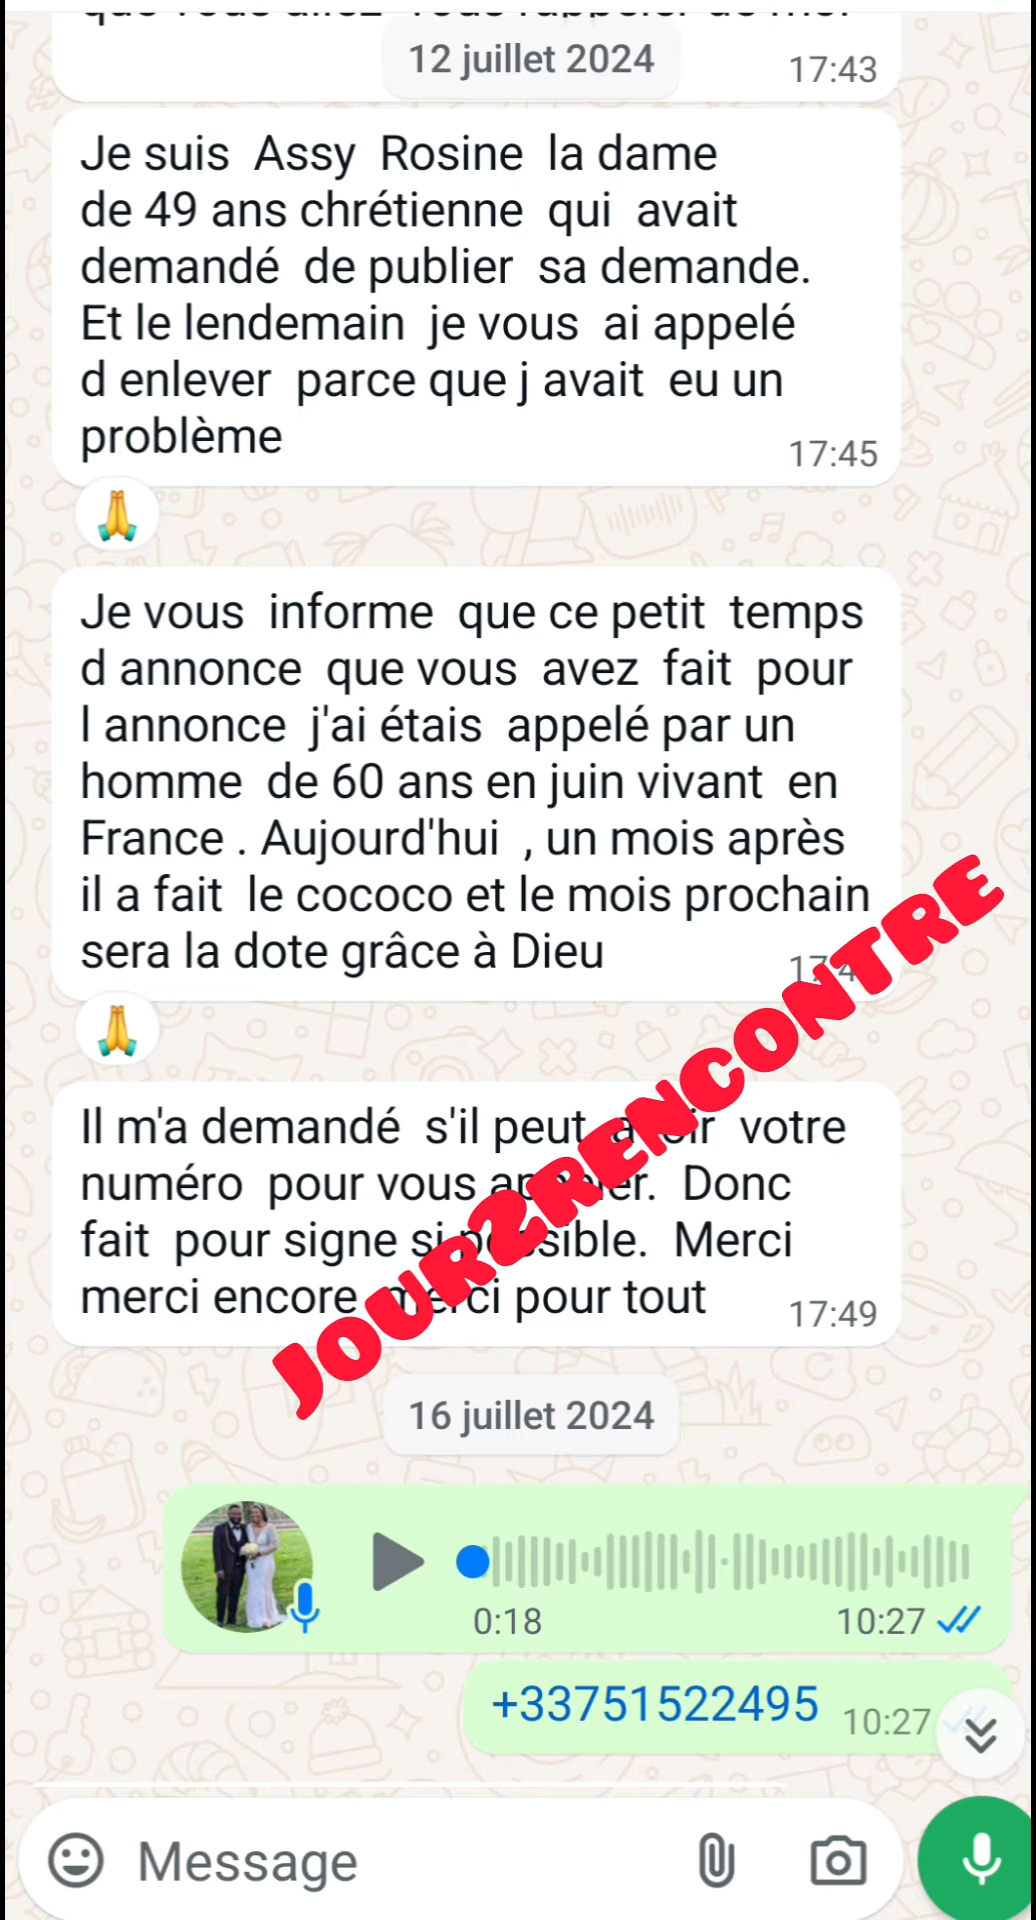 12 juillet 2024
17:43
Je suis Assy Rosine la dame
de 49 ans chrétienne qui avait
demandé de publier sa demande.
Et le lendemain je vous ai appelé
d enlever parce que j avait eu un
problème
17:45
Je vous informe que ce petit temps
d annonce que vous avez fait pour
l annonce j'ai étais appelé par un
homme de 60 ans en juin vivant en
France . Aujourd'hui , un mois après
il a fait le cococo et le mois prochain
sera la dote grâce à Dieu
JOUR2RENCONTRE
Il m'a demandé s'il peut votre
numéro pour vous
fait pour signe si possible. Merci
merci encore merci pour tout
17:49
16 juillet 2024
0:18
10:27
+33751522495
10:27
Message